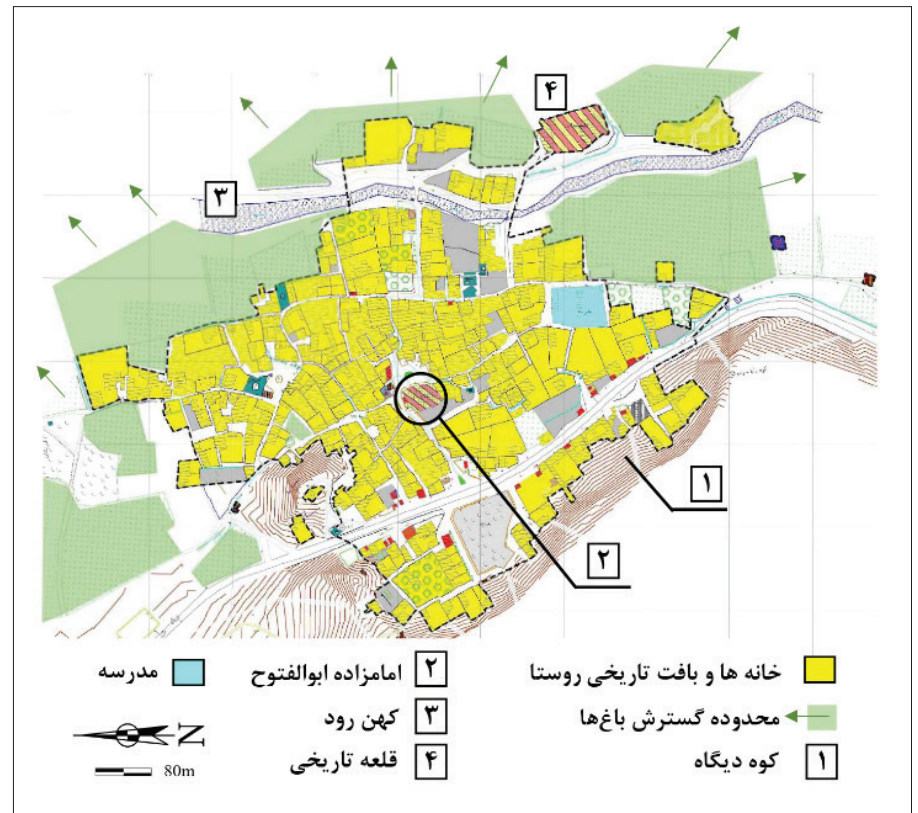 ۴
۳
۱
۲
خانه ها و بافت تاریخی روستا
محدوده گسترش باغ‌ها
۱ کوه دیگاه
۲ امامزاده ابوالفتوح
۳ کهن رود
۴ قلعه تاریخی
مدرسه
N
80m